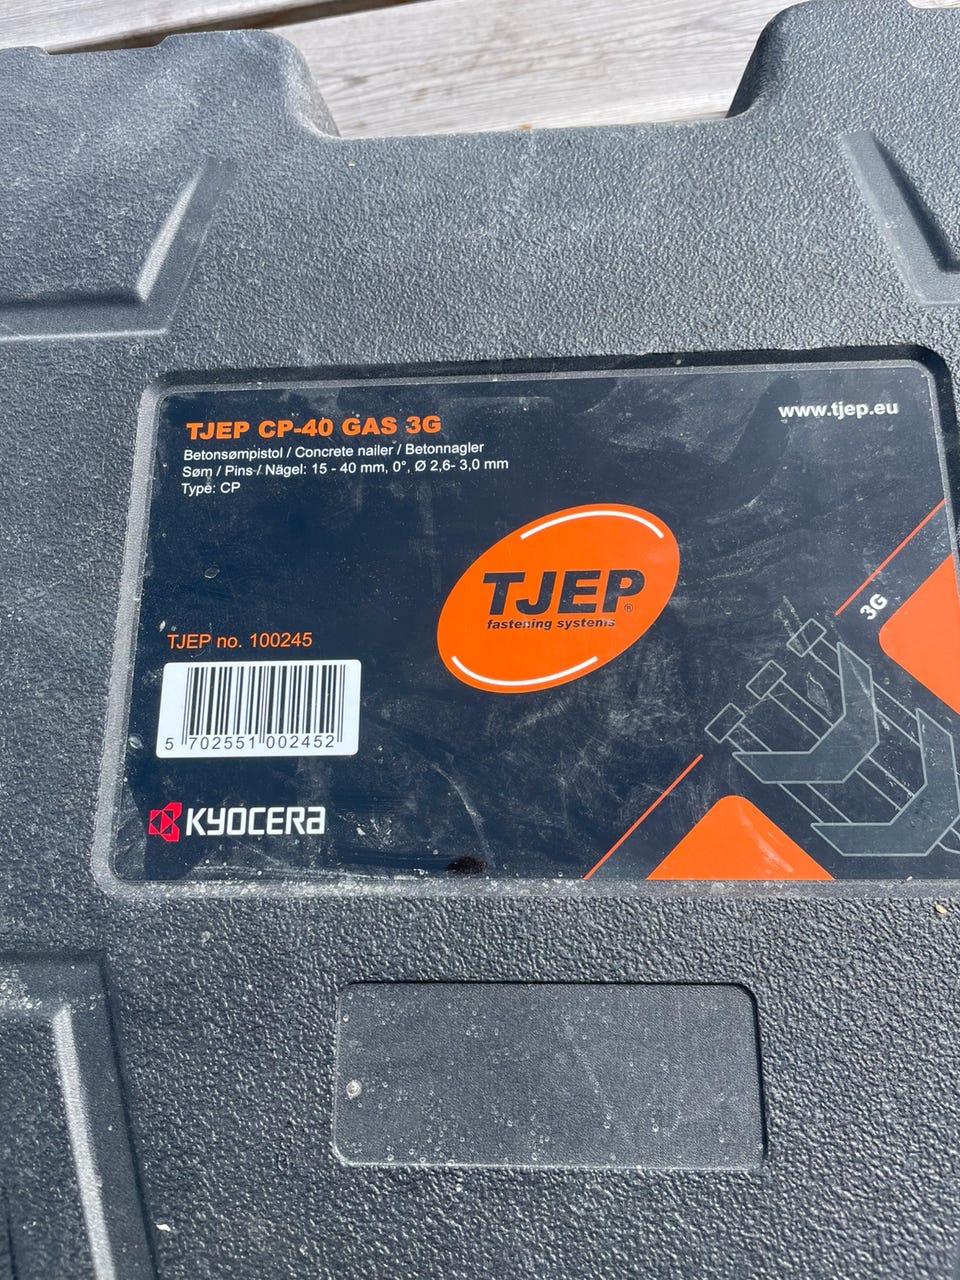 www.tjep.eu
TJEP CP-40 GAS 3G
Betonsømpistol / Concrete nailer / Betonnagler
Søm / Pins / Nägel: 15 - 40 mm, 0°, Ø 2,6- 3,0 mm
Type: CP
TJEP®
fastening systems
3G
TJEP no. 100245
5 702551 002452
KYOCERA